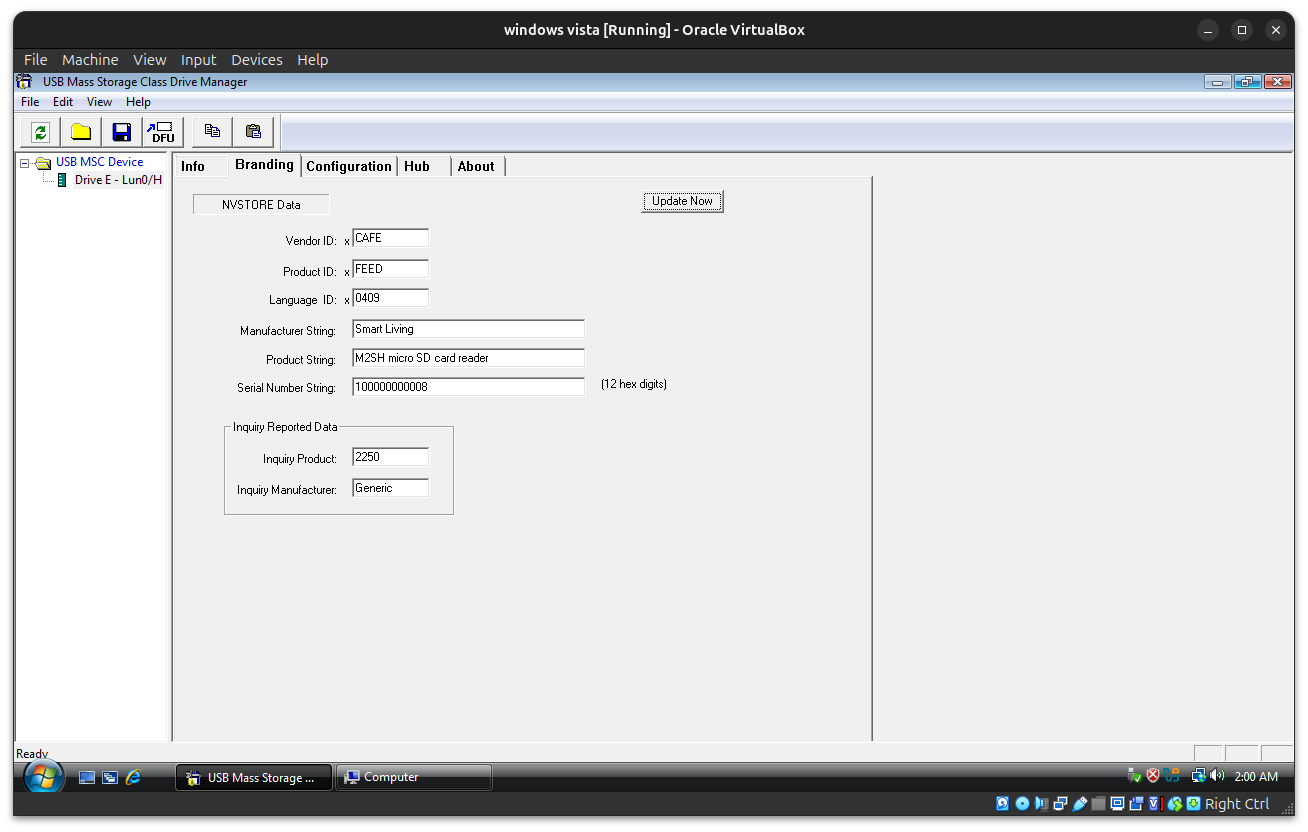 windows vista [Running] - Oracle VirtualBox
File Machine View Input Devices Help
USB Mass Storage Class Drive Manager
File Edit View Help
DFU
USB MSC Device
Drive E - Lun0/H
Info Branding Configuration Hub About
NVSTORE Data
Update Now
Vendor ID: x CAFE
Product ID: x FEED
Language ID: x 0409
Manufacturer String: Smart Living
Product String: M2SH micro SD card reader
Serial Number String: 100000000008 (12 hex digits)
Inquiry Reported Data
Inquiry Product: 2250
Inquiry Manufacturer: Generic
Ready
USB Mass Storage ... Computer 2:00 AM
Right Ctrl